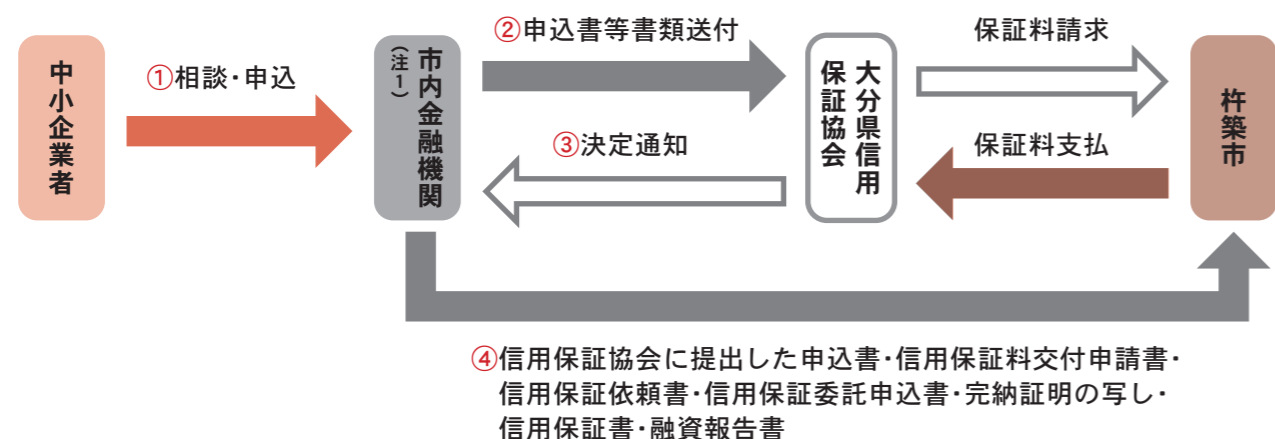 中小企業者
①相談・申込
市内金融機関
（注１）
②申込書等書類送付
③決定通知
大分県信用
保証協会
保証料請求
保証料支払
杵築市
④信用保証協会に提出した申込書・信用保証料交付申請書・
信用保証依頼書・信用保証委託申込書・完納証明の写し・
信用保証書・融資報告書